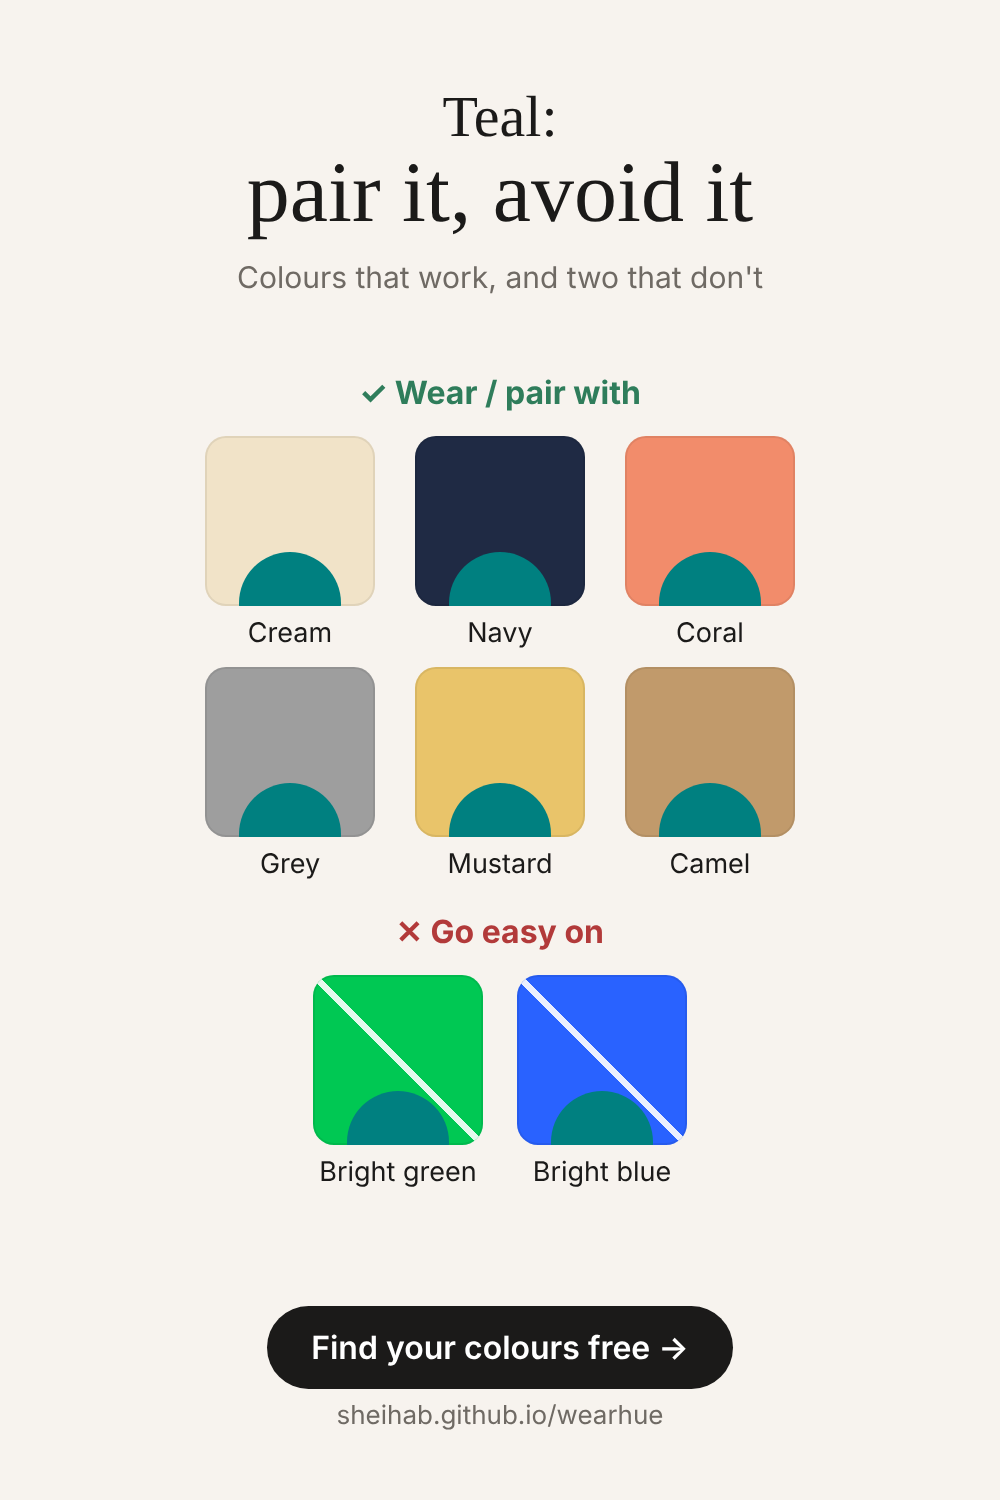 Teal:
pair it, avoid it
Colours that work, and two that don't
✓ Wear / pair with
Cream Navy Coral
Grey Mustard Camel
✕ Go easy on
Bright green Bright blue
Find your colours free →
sheihab.github.io/wearhue